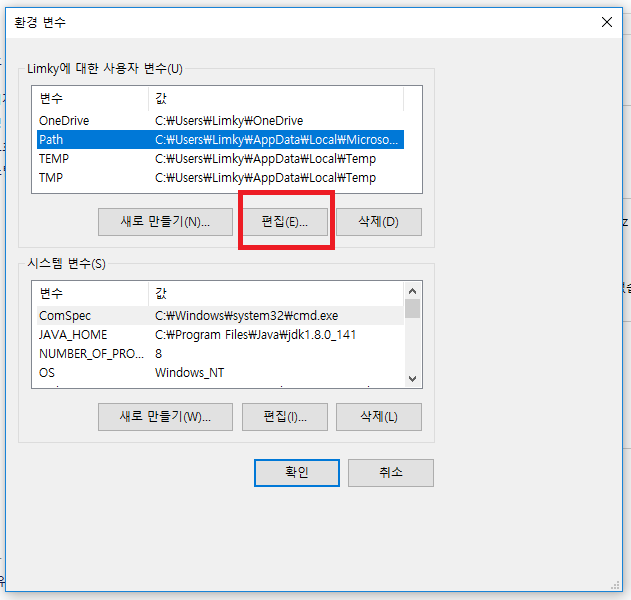 환경 변수
Limky에 대한 사용자 변수(U)
변수 값
OneDrive C:₩Users₩Limky₩OneDrive
Path C:₩Users₩Limky₩AppData₩Local₩Microso...
TEMP C:₩Users₩Limky₩AppData₩Local₩Temp
TMP C:₩Users₩Limky₩AppData₩Local₩Temp
새로 만들기(N)... 편집(E)... 삭제(D)
시스템 변수(S)
변수 값
ComSpec C:₩Windows₩system32₩cmd.exe
JAVA_HOME C:₩Program Files₩Java₩jdk1.8.0_141
NUMBER_OF_PRO... 8
OS Windows_NT
새로 만들기(W)... 편집(I)... 삭제(L)
확인 취소